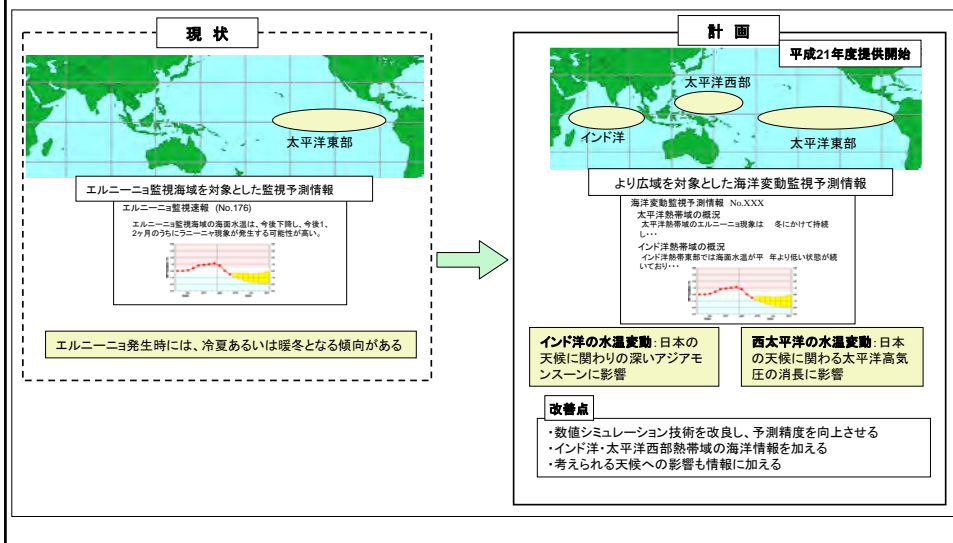 現 状
太平洋東部
エルニーニョ監視海域を対象とした監視予測情報
エルニーニョ監視速報 (No.176)
エルニーニョ監視海域の海面水温は、今後下降し、今後1、
2ヶ月のうちにラニーニャ現象が発生する可能性が高い。
エルニーニョ発生時には、冷夏あるいは暖冬となる傾向がある
計 画
平成21年度提供開始
太平洋西部
インド洋
太平洋東部
より広域を対象とした海洋変動監視予測情報
海洋変動監視予測情報 No.XXX
太平洋熱帯域の概況
太平洋熱帯域のエルニーニョ現象は 冬にかけて持続
し・・・
インド洋熱帯域の概況
インド洋熱帯東部では海面水温が平 年より低い状態が続
いており・・・
インド洋の水温変動:日本の
天候に関わりの深いアジアモ
ンスーンに影響
西太平洋の水温変動:日本
の天候に関わる太平洋高気
圧の消長に影響
改善点
・数値シミュレーション技術を改良し、予測精度を向上させる
・インド洋・太平洋西部熱帯域の海洋情報を加える
・考えられる天候への影響も情報に加える